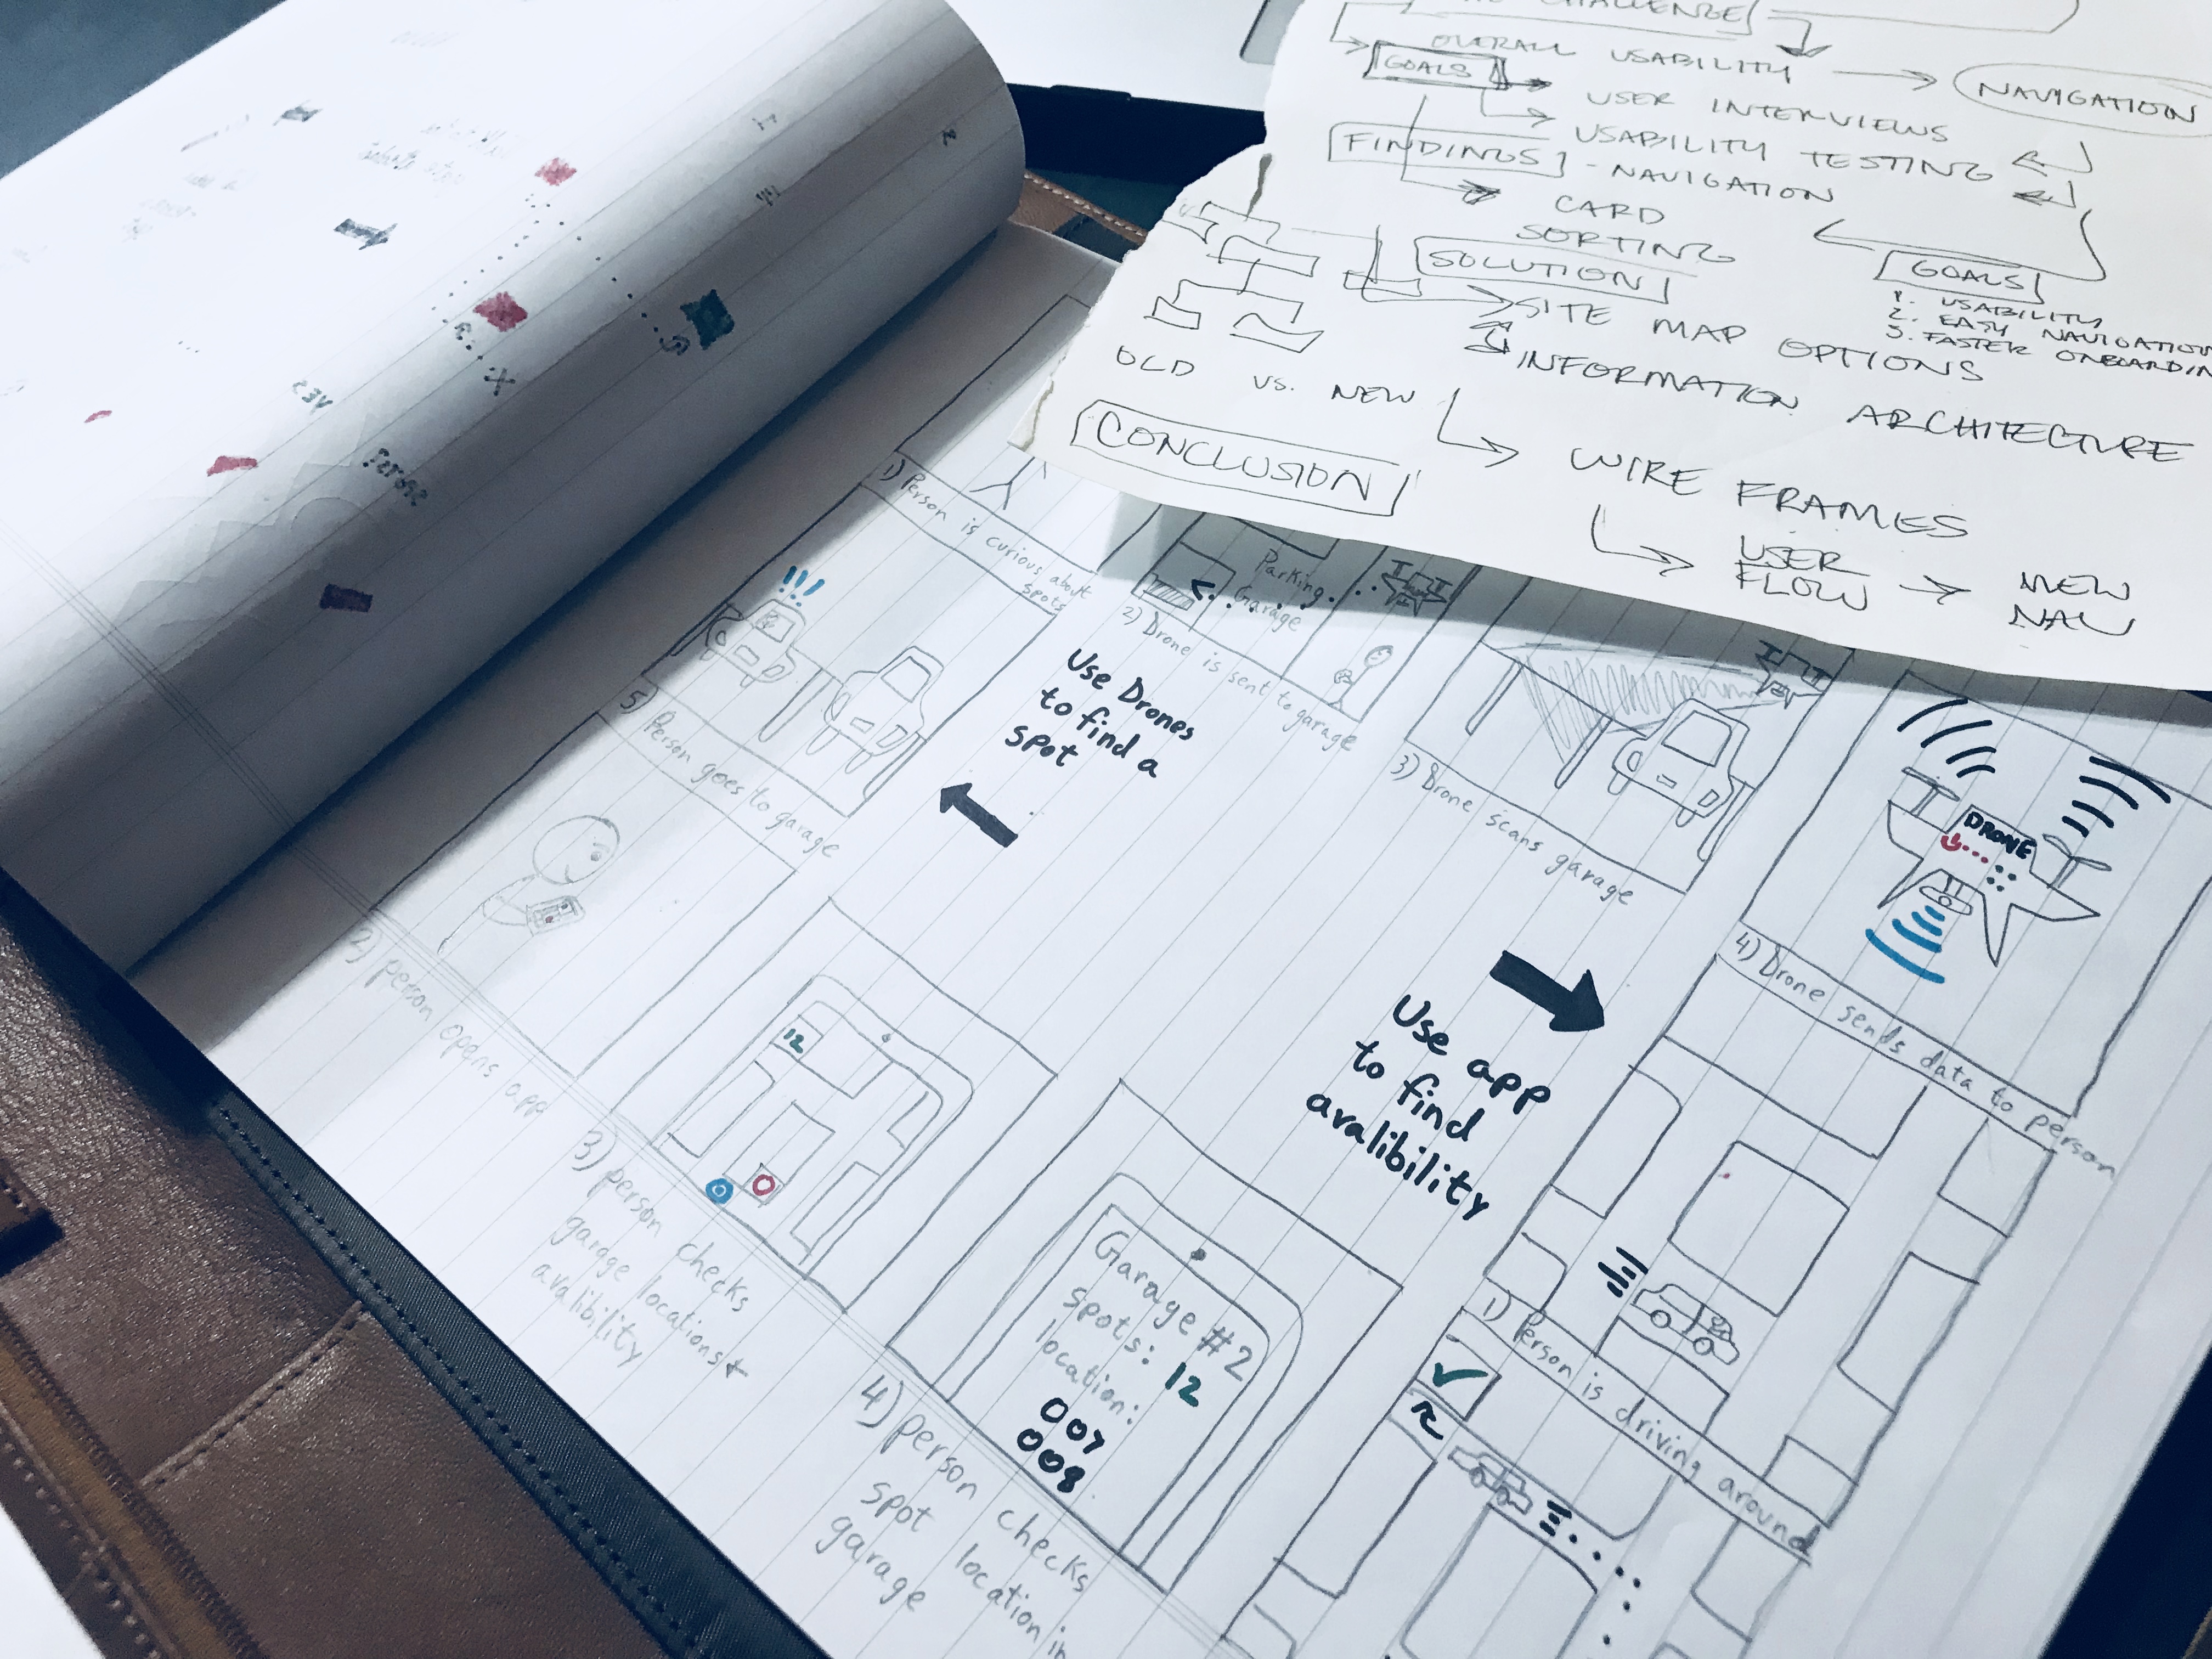 CHALLENGE
OVERALL USABILITY
NAVIGATION
GOALS
USER INTERVIEWS
USABILITY TESTING
FINDINGS - NAVIGATION
CARD
SORTING
SOLUTION
GOALS
1. USABILITY
2. EASY NAVIGATION
3. FASTER ONBOARDIN
SITE MAP OPTIONS
INFORMATION ARCHITECTURE
OLD vs. NEW
CONCLUSION
WIRE FRAMES
USER
FLOW
NEW
NAV
1) Person is curious about
spots
Parking
Garage
2) Drone is sent to garage
3) Drone scans garage
DRONE
4) Drone sends data to person
!!!
5) Person goes to garage
Use Drones
to find a
spot
Use app
to find
avalibility
1) Person is driving around
2) person opens app
12
3) person checks
garage locations +
avalibility
Garage #2
spots: 12
location:
007
008
4) person checks
spot location in
garage